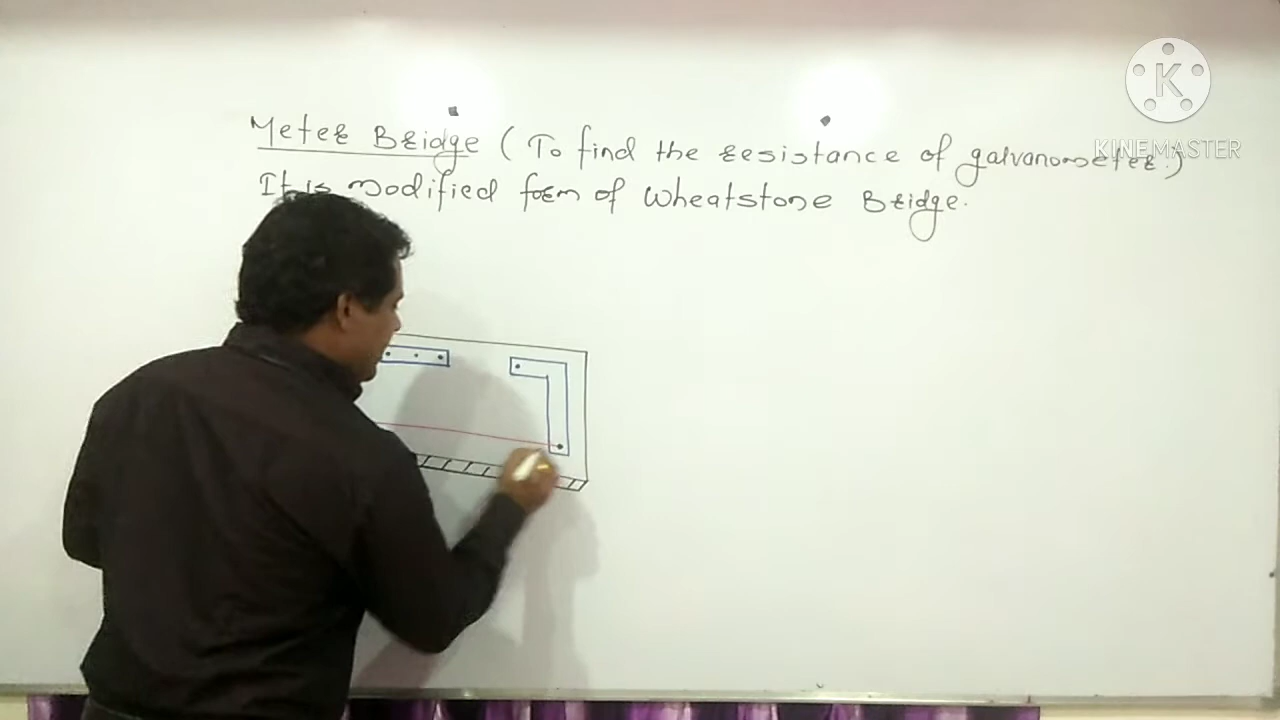 Meter Bridge (To find the resistance of galvanometer.)
It is modified form of Wheatstone Bridge.
K
KINEMASTER